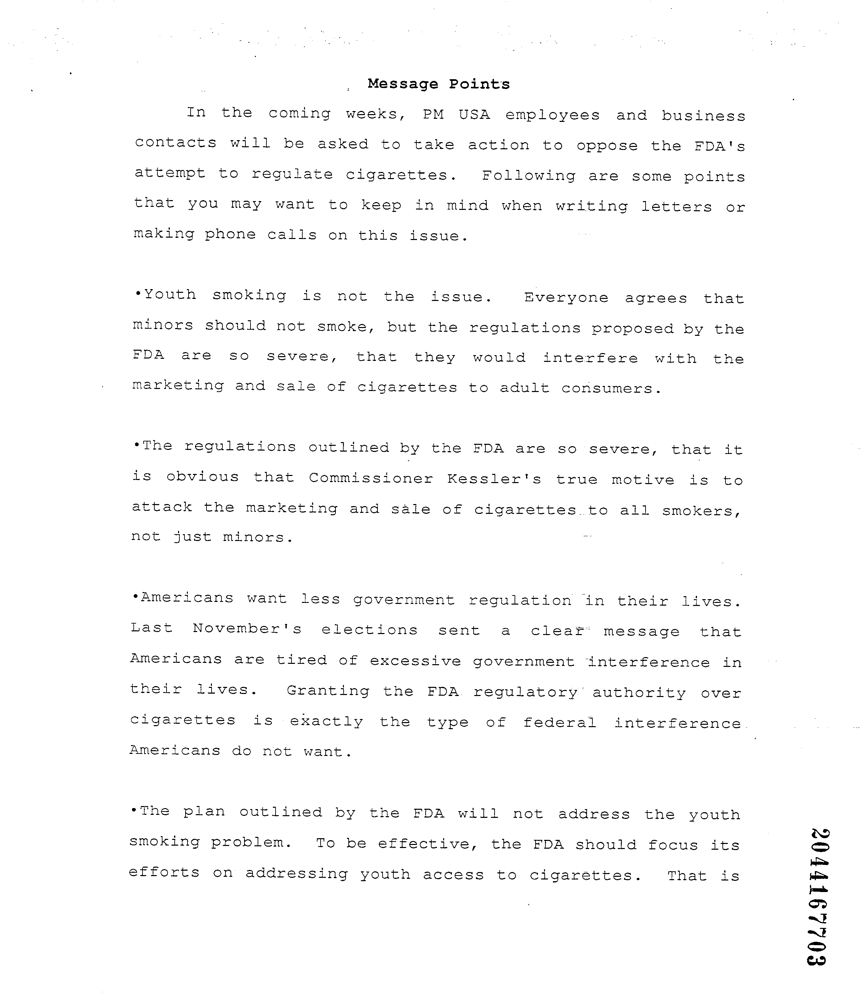 Message Points
In the coming weeks, PM USA employees and business
contacts will be asked to take action to oppose the FDA's
attempt to regulate cigarettes. Following are some points
that you may want to keep in mind when writing letters or
making phone calls on this issue.
•Youth smoking is not the issue. Everyone agrees that
minors should not smoke, but the regulations proposed by the
FDA are so severe, that they would interfere with the
marketing and sale of cigarettes to adult consumers.
•The regulations outlined by the FDA are so severe, that it
is obvious that Commissioner Kessler's true motive is to
attack the marketing and sale of cigarettes to all smokers,
not just minors.
•Americans want less government regulation in their lives.
Last November's elections sent a clear message that
Americans are tired of excessive government interference in
their lives. Granting the FDA regulatory authority over
cigarettes is exactly the type of federal interference
Americans do not want.
•The plan outlined by the FDA will not address the youth
smoking problem. To be effective, the FDA should focus its
efforts on addressing youth access to cigarettes. That is
2044167703